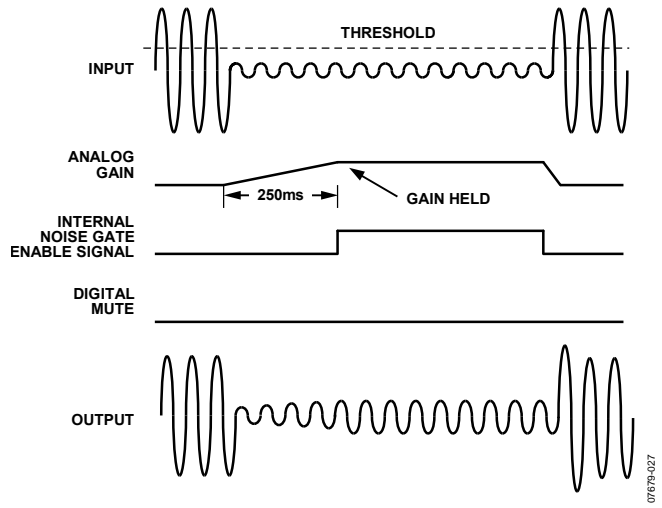 THRESHOLD
INPUT
ANALOG
GAIN
250ms
GAIN HELD
INTERNAL
NOISE GATE
ENABLE SIGNAL
DIGITAL
MUTE
OUTPUT
07679-027